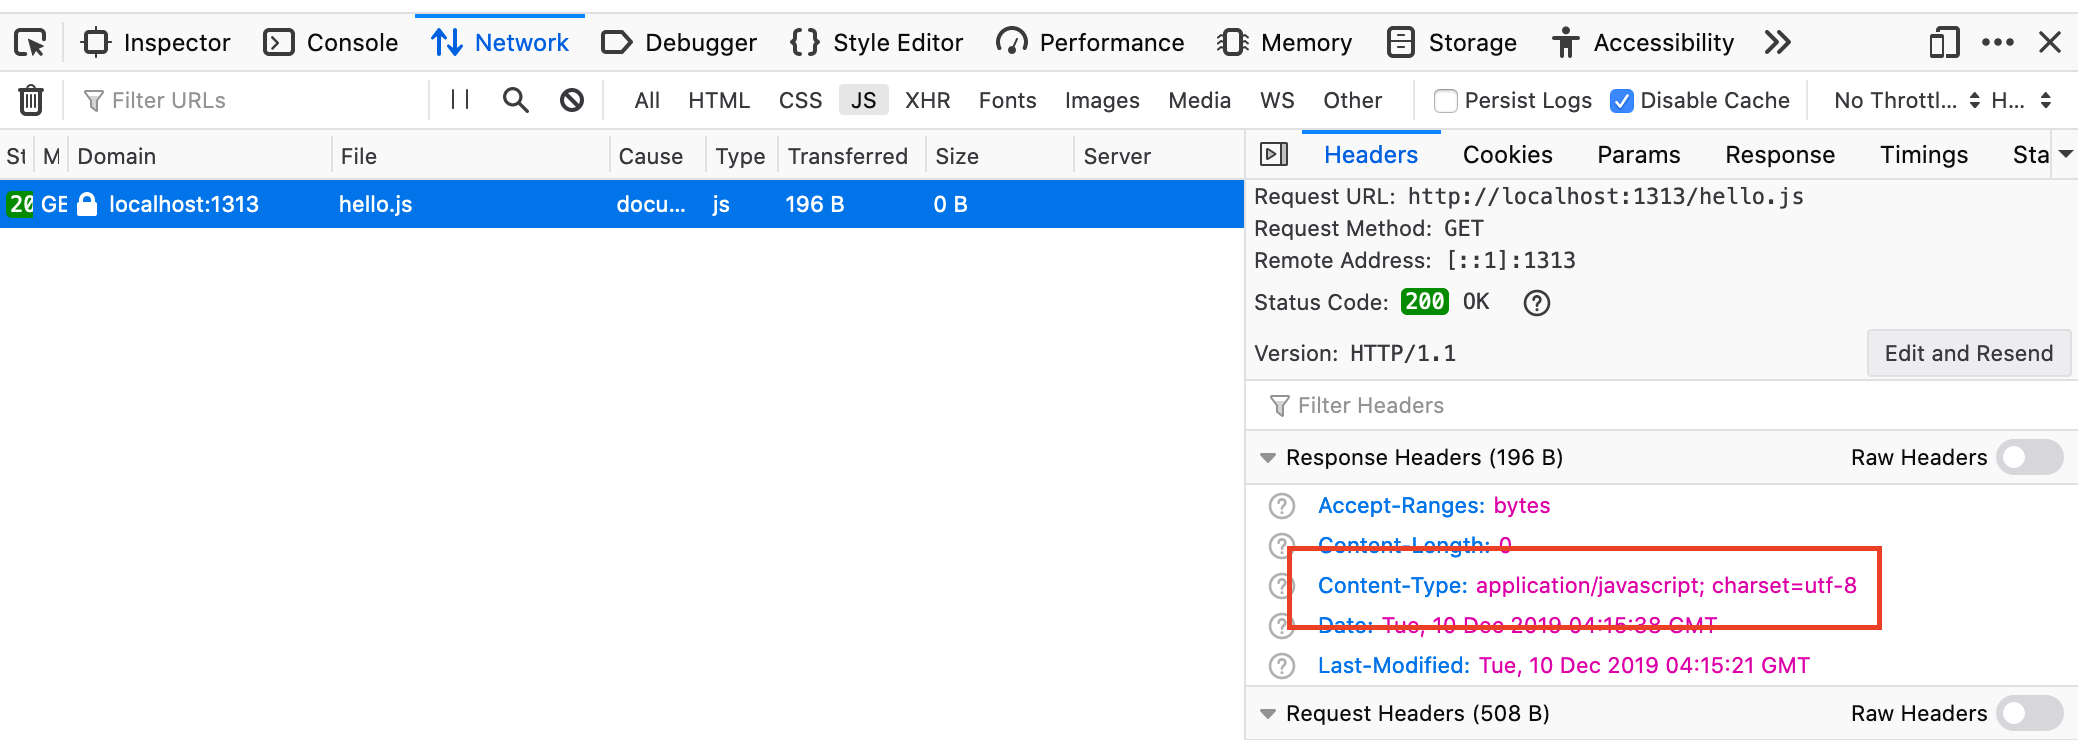 Inspector Console Network Debugger Style Editor Performance Memory Storage Accessibility
Filter URLs All HTML CSS JS XHR Fonts Images Media WS Other Persist Logs Disable Cache No Throttl... H...
St M Domain File Cause Type Transferred Size Server
20 GE localhost:1313 hello.js docu... js 196 B 0 B
Headers Cookies Params Response Timings Sta
Request URL: http://localhost:1313/hello.js
Request Method: GET
Remote Address: [::1]:1313
Status Code: 200 OK
Version: HTTP/1.1
Edit and Resend
Filter Headers
Response Headers (196 B) Raw Headers
Accept-Ranges: bytes
Content-Length: 0
Content-Type: application/javascript; charset=utf-8
Date: Tue, 10 Dec 2019 04:15:38 GMT
Last-Modified: Tue, 10 Dec 2019 04:15:21 GMT
Request Headers (508 B) Raw Headers